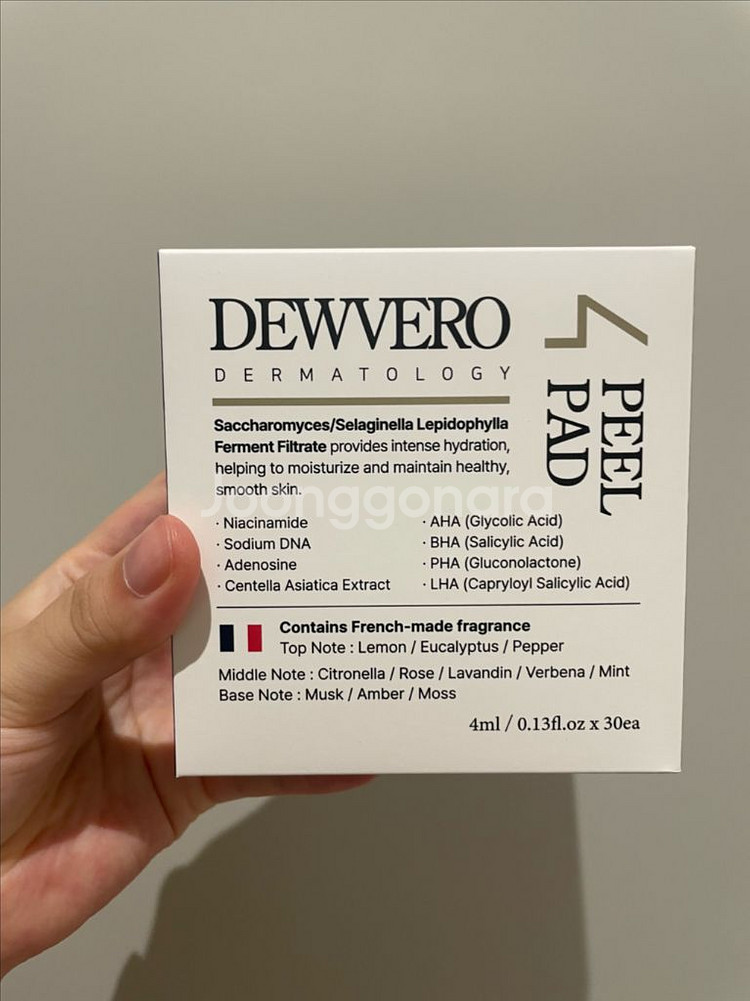 DEWVERO
DERMATOLOGY
4
PEEL
PAD
Saccharomyces/Selaginella Lepidophylla
Ferment Filtrate provides intense hydration,
helping to moisturize and maintain healthy,
smooth skin.
Joonggonara
· Niacinamide
· Sodium DNA
· Adenosine
· Centella Asiatica Extract
· AHA (Glycolic Acid)
· BHA (Salicylic Acid)
· PHA (Gluconolactone)
· LHA (Capryloyl Salicylic Acid)
Contains French-made fragrance
Top Note : Lemon / Eucalyptus / Pepper
Middle Note : Citronella / Rose / Lavandin / Verbena / Mint
Base Note : Musk / Amber / Moss
4ml / 0.13fl.oz x 30ea